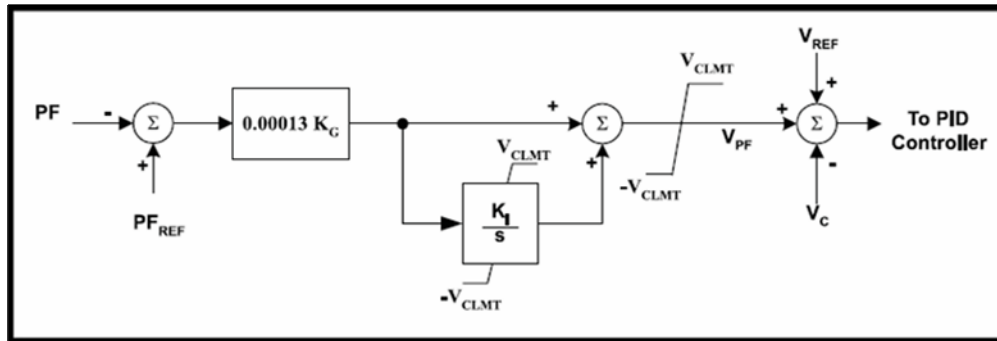 PF
-
Σ
+
PF_REF
0.00013 K_G
V_CLMT
K_I
s
-V_CLMT
+
Σ
+
V_CLMT
-V_CLMT
V_PF
V_REF
+
+
Σ
-
V_C
To PID
Controller